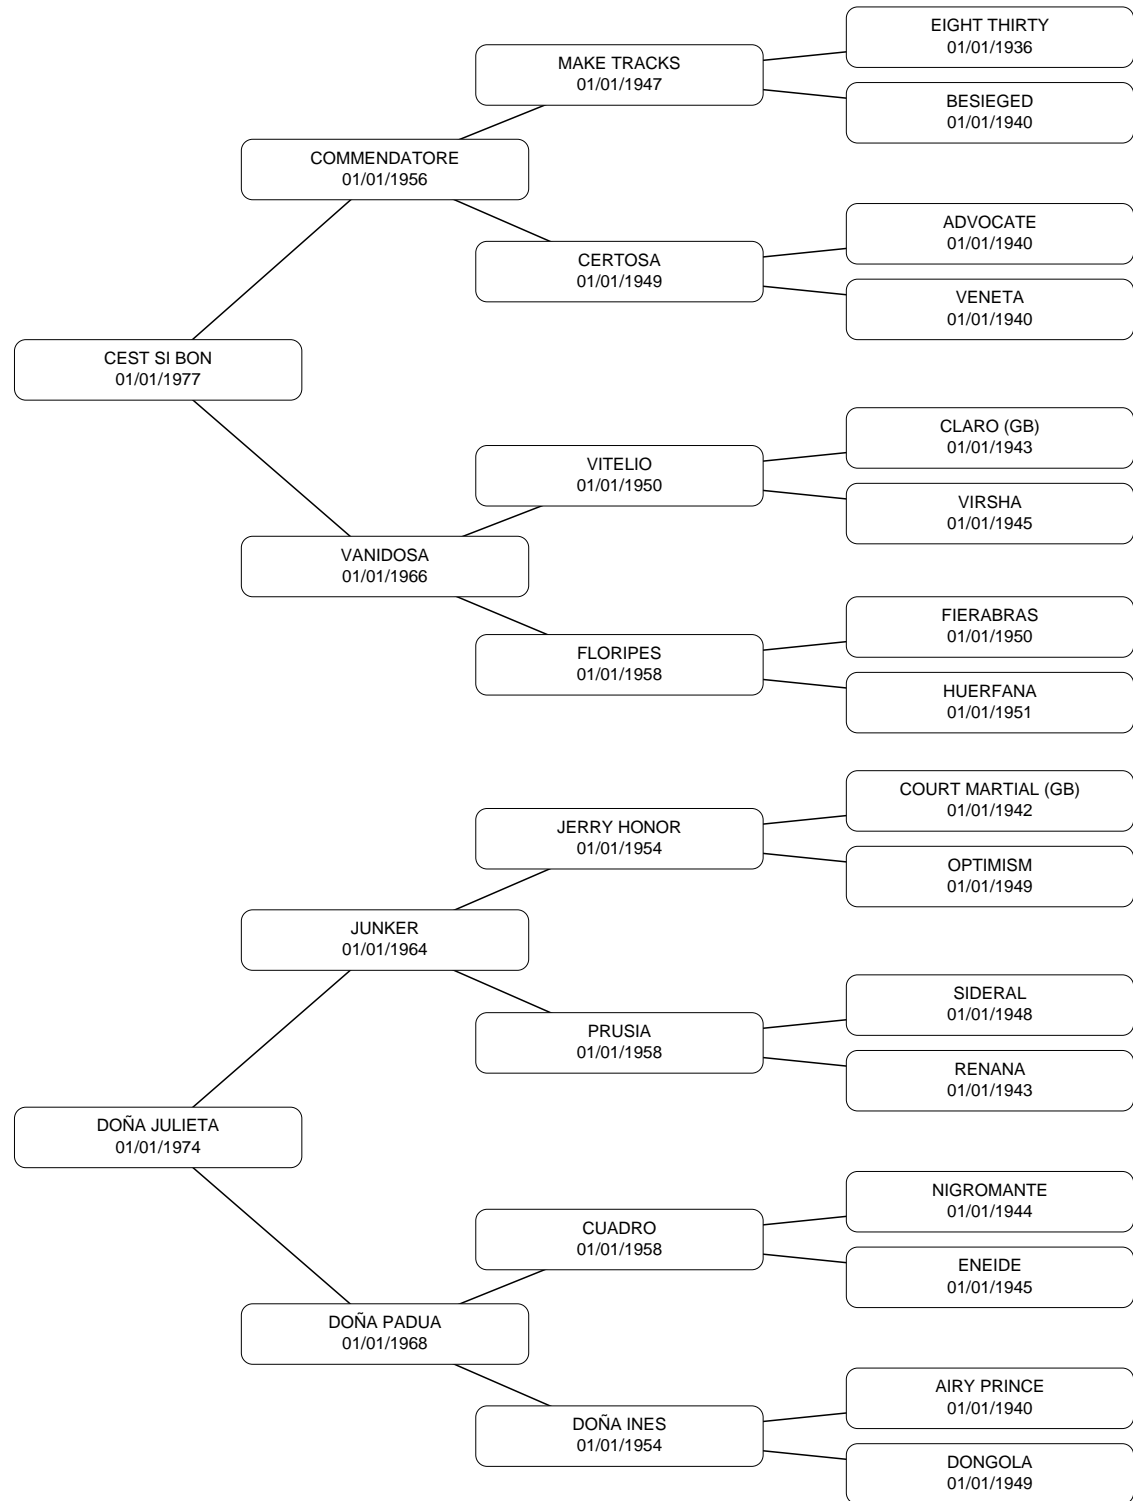 EIGHT THIRTY
01/01/1936
MAKE TRACKS
01/01/1947
BESIEGED
01/01/1940
COMMENDATORE
01/01/1956
ADVOCATE
01/01/1940
CERTOSA
01/01/1949
VENETA
01/01/1940
CEST SI BON
01/01/1977
CLARO (GB)
01/01/1943
VITELIO
01/01/1950
VIRSHA
01/01/1945
VANIDOSA
01/01/1966
FIERABRAS
01/01/1950
FLORIPES
01/01/1958
HUERFANA
01/01/1951
COURT MARTIAL (GB)
01/01/1942
JERRY HONOR
01/01/1954
OPTIMISM
01/01/1949
JUNKER
01/01/1964
SIDERAL
01/01/1948
PRUSIA
01/01/1958
RENANA
01/01/1943
DOÑA JULIETA
01/01/1974
NIGROMANTE
01/01/1944
CUADRO
01/01/1958
ENEIDE
01/01/1945
DOÑA PADUA
01/01/1968
AIRY PRINCE
01/01/1940
DOÑA INES
01/01/1954
DONGOLA
01/01/1949